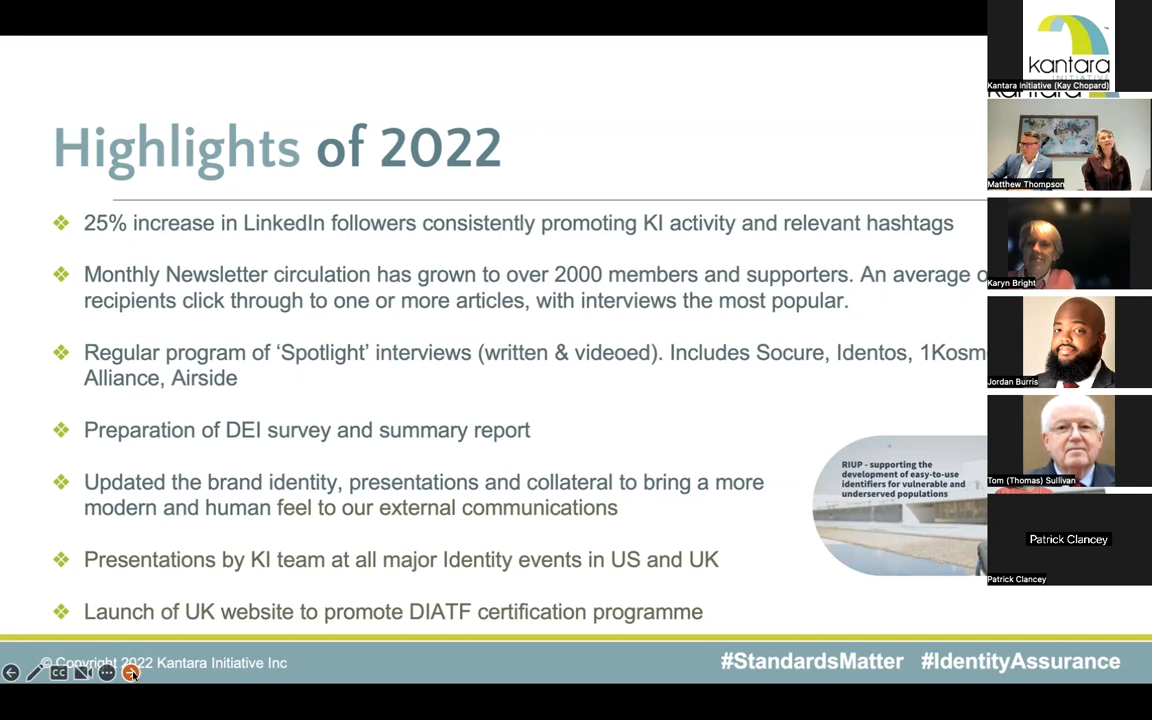 Highlights of 2022
25% increase in LinkedIn followers consistently promoting KI activity and relevant hashtags
Monthly Newsletter circulation has grown to over 2000 members and supporters. An average
recipients click through to one or more articles, with interviews the most popular.
Regular program of ‘Spotlight’ interviews (written & videoed). Includes Socure, Identos,
Alliance, Airside
Preparation of DEI survey and summary report
Updated the brand identity, presentations and collateral to bring a more
modern and human feel to our external communications
Presentations by KI team at all major Identity events in US and UK
Launch of UK website to promote DIATF certification programme
RIUP - supporting the
development of easy-to-use
identifiers for vulnerable and
underserved populations
© Copyright 2022 Kantara Initiative Inc
CC
#StandardsMatter #IdentityAssurance
kantara
INITIATIVE
Kantara Initiative (Kay Chopard)
Matthew Thompson
Karyn Bright
Jordan Burris
Tom (Thomas) Sullivan
Patrick Clancey
Patrick Clancey